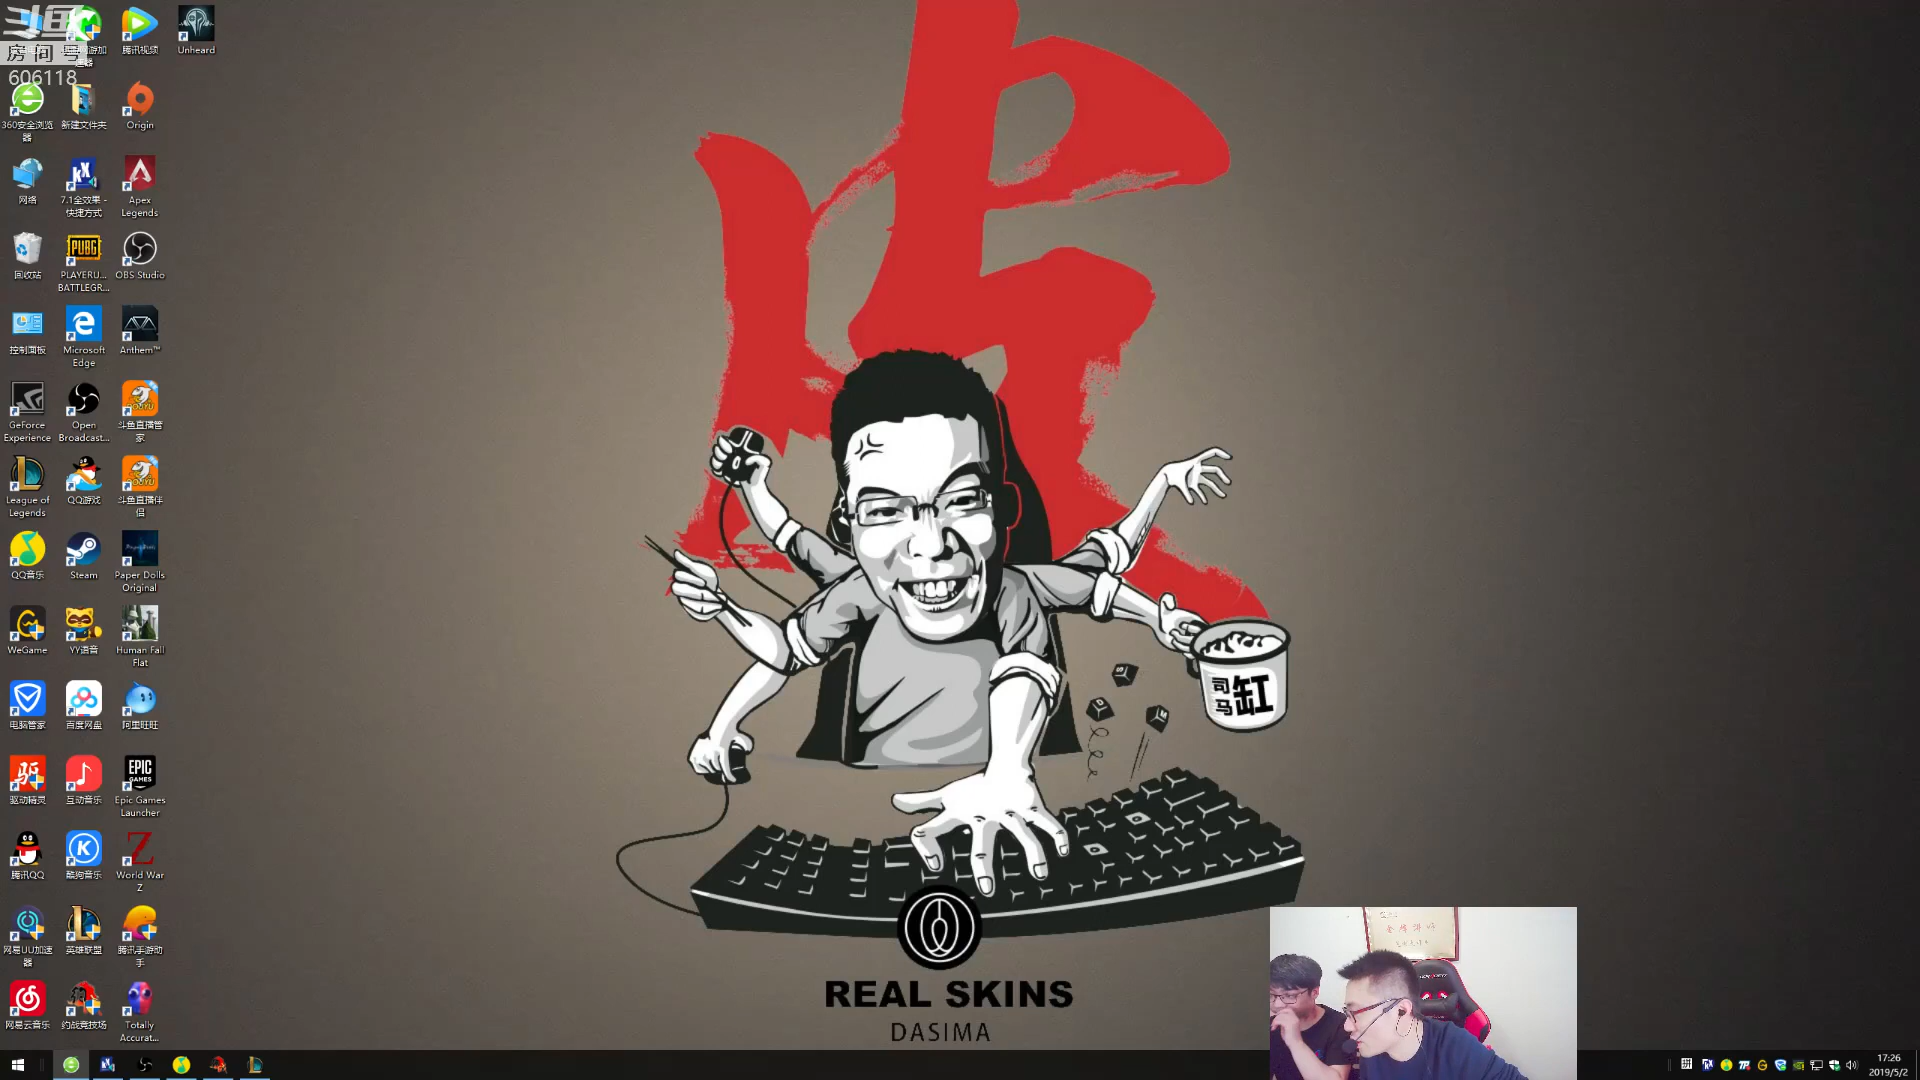 斗鱼
房间号
606118
速器
腾讯视频
Unheard
360安全浏览
器
新建文件夹
Origin
网络
7.1全效果 -
快捷方式
Apex
Legends
回收站
PUBG
PLAYERU...
BATTLEGR...
OBS Studio
控制面板
Microsoft
Edge
Anthem™
GeForce
Experience
Open
Broadcast...
DOUYU
斗鱼直播管
家
League of
Legends
QQ游戏
DOUYU
斗鱼直播伴
侣
QQ音乐
Steam
Paper Dolls
Original
WeGame
YY语音
Human Fall
Flat
电脑管家
百度网盘
阿里旺旺
驱
驱动精灵
互动音乐
EPIC
GAMES
Epic Games
Launcher
腾讯QQ
K
酷狗音乐
Z
World War
Z
网易UU加速
器
英雄联盟
腾讯手游助
手
网易云音乐
约战竞技场
Totally
Accurat...
司马
缸
REAL SKINS
DASIMA
17:26
2019/5/2